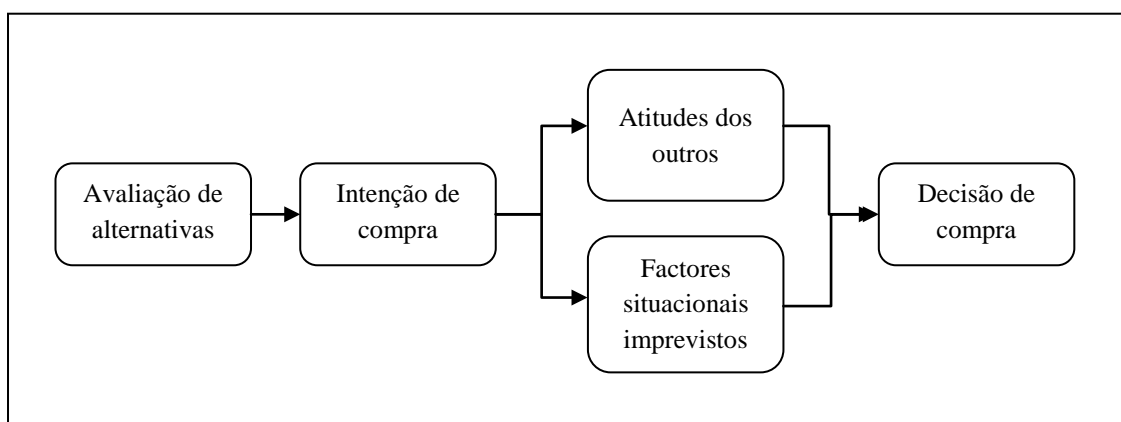 Avaliação de
alternativas
Intenção de
compra
Atitudes dos
outros
Factores
situacionais
imprevistos
Decisão de
compra